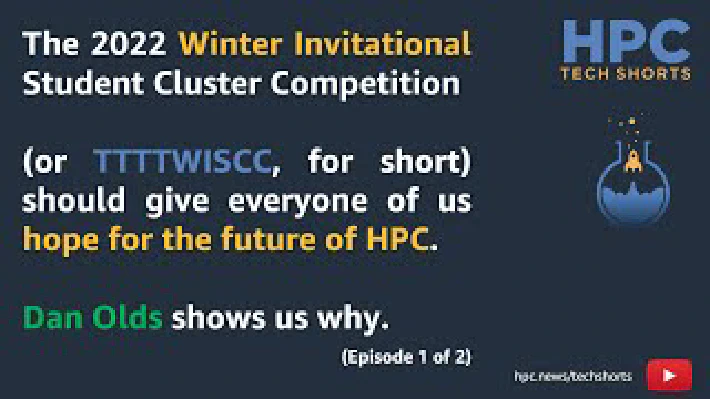 The 2022 Winter Invitational
Student Cluster Competition
(or TTTTWISCC, for short)
should give everyone of us
hope for the future of HPC.
Dan Olds shows us why.
(Episode 1 of 2)
HPC
TECH SHORTS
hpc.news/techshorts